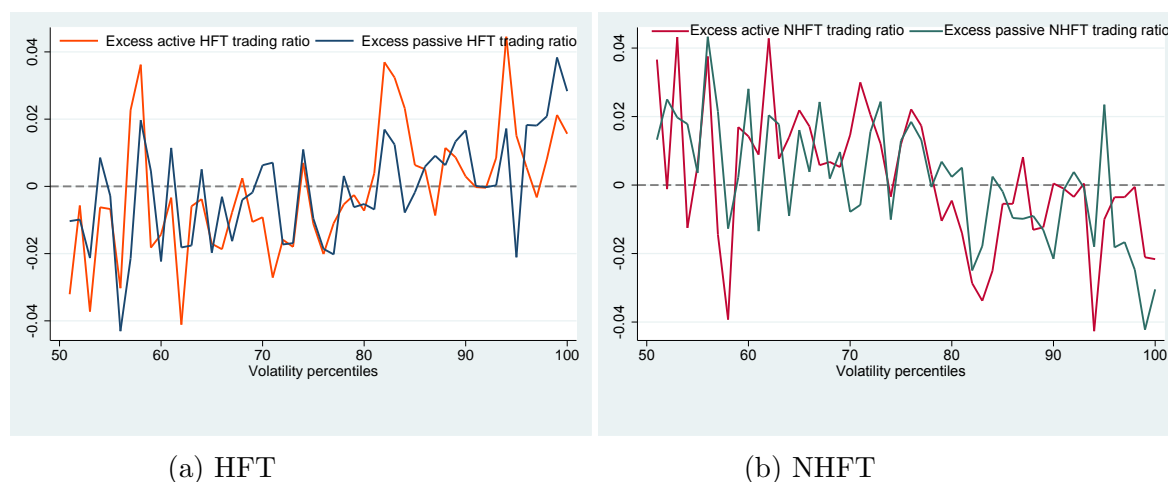 Excess active HFT trading ratio Excess passive HFT trading ratio
0.04
0.02
0
-0.02
-0.04
50 60 70 80 90 100
Volatility percentiles
(a) HFT
Excess active NHFT trading ratio Excess passive NHFT trading ratio
0.04
0.02
0
-0.02
-0.04
50 60 70 80 90 100
Volatility percentiles
(b) NHFT